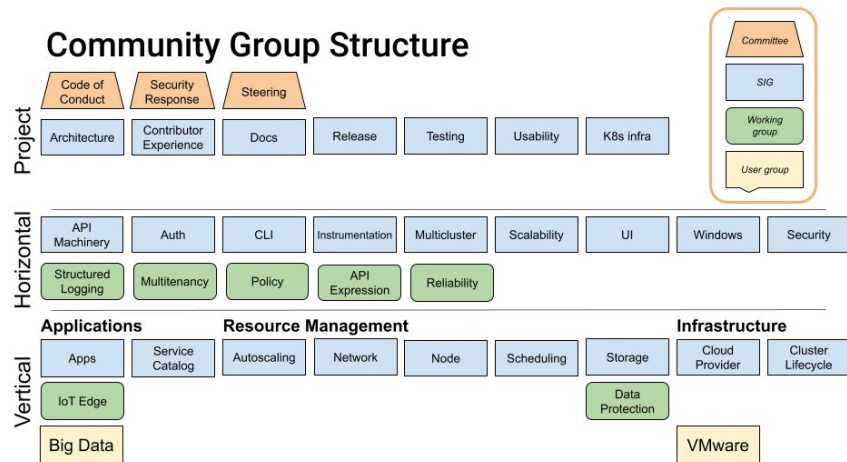 Community Group Structure
Committee
SIG
Working
group
User group
Project
Code of
Conduct
Security
Response
Steering
Architecture
Contributor
Experience
Docs
Release
Testing
Usability
K8s infra
Horizontal
API
Machinery
Auth
CLI
Instrumentation
Multicluster
Scalability
UI
Windows
Security
Structured
Logging
Multitenancy
Policy
API
Expression
Reliability
Vertical
Applications
Resource Management
Infrastructure
Apps
Service
Catalog
Autoscaling
Network
Node
Scheduling
Storage
Cloud
Provider
Cluster
Lifecycle
IoT Edge
Data
Protection
Big Data
VMware